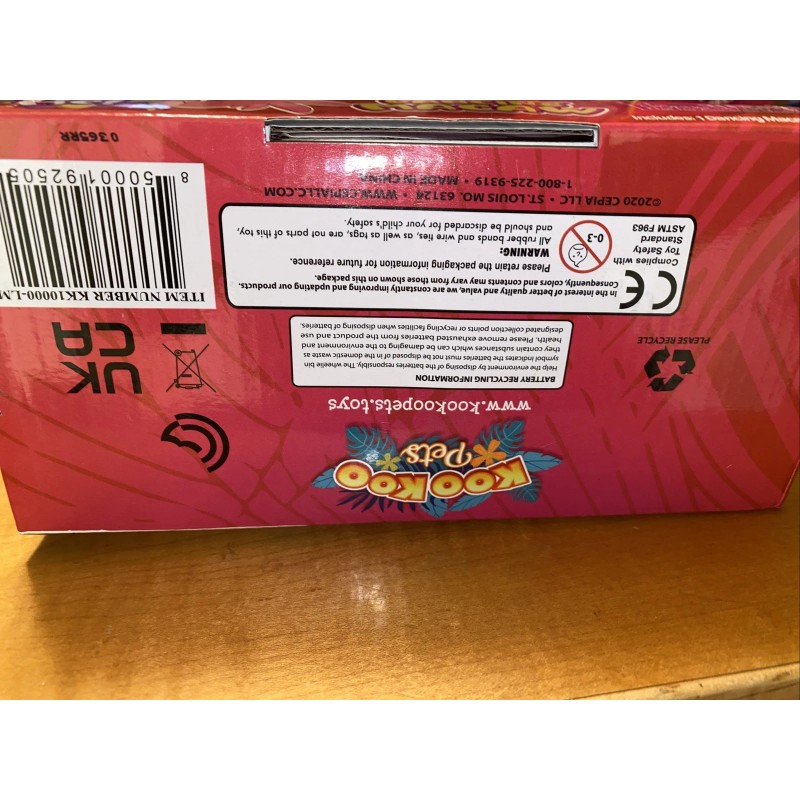 KOO KOO
Pets
www.kookoopets.toys
BATTERY RECYCLING INFORMATION
Help the environment by disposing of the batteries responsibly. The wheelie bin
symbol indicates the batteries must not be disposed of in the domestic waste as
they contain substances which can be damaging to the environment and
health. Please remove exhausted batteries from the product and use
designated collection points or recycling facilities when disposing of batteries.
PLEASE RECYCLE
UK
CA
CE
Complies with
Toy Safety
Standard
ASTM F963
0-3
In the interest of better quality and value, we are constantly improving and updating our products.
Consequently, colors and contents may vary from those shown on this package.
Please retain the packaging information for future reference.
WARNING:
All rubber bands and wire ties, as well as tags, are not parts of this toy,
and should be discarded for your child's safety.
©2020 CEPIA LLC • ST. LOUIS MO. 63126 • WWW.CEPIALLC.COM
1-800-225-9319 • MADE IN CHINA
ITEM NUMBER KK10000-LM
8 50001 92505
0365RR